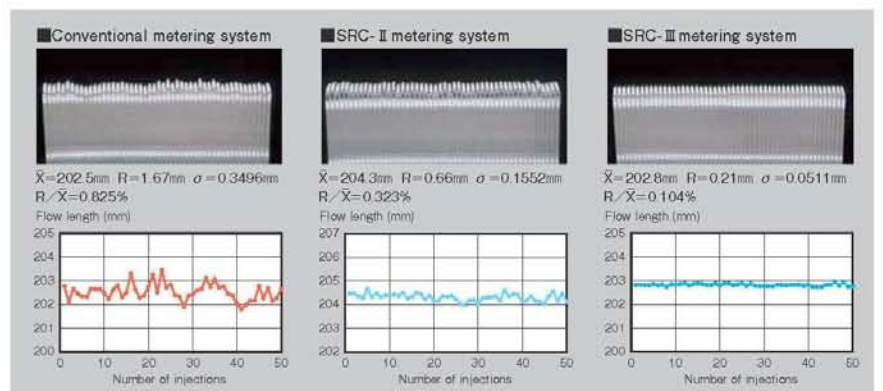 ■Conventional metering system
X̄=202.5mm R=1.67mm σ=0.3496mm
R/X̄=0.825%
Flow length (mm)
205
204
203
202
201
200
0 10 20 30 40 50
Number of injections
■SRC-Ⅱ metering system
X̄=204.3mm R=0.66mm σ=0.1552mm
R/X̄=0.323%
Flow length (mm)
207
206
205
204
203
202
0 10 20 30 40 50
Number of injections
■SRC-Ⅲ metering system
X̄=202.8mm R=0.21mm σ=0.0511mm
R/X̄=0.104%
Flow length (mm)
205
204
203
202
201
200
0 10 20 30 40 50
Number of injections